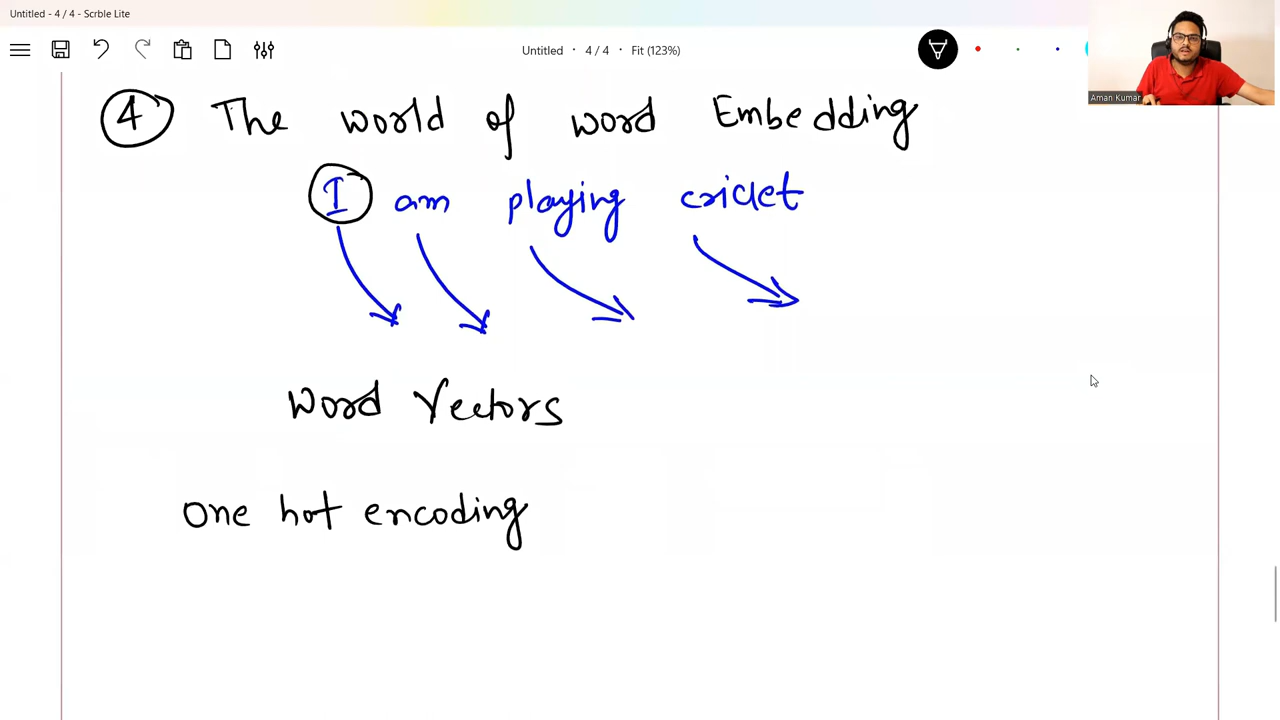 Untitled - 4 / 4 - Scrble Lite
Untitled • 4 / 4 • Fit (123%)
Aman Kumar
4 The world of word Embedding
I am playing cricket
Word Vectors
One hot encoding